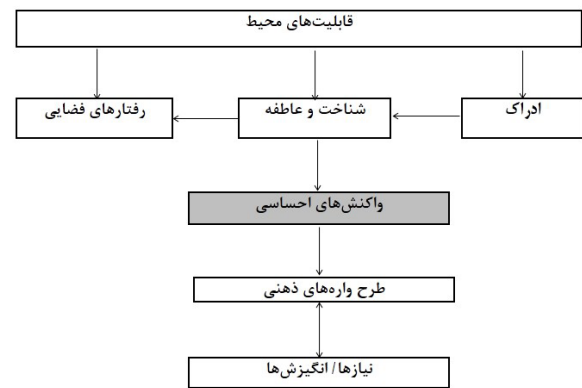 قابلیت‌های محیط
ادراک
شناخت و عاطفه
رفتارهای فضایی
واکنش‌های احساسی
طرح واره‌های ذهنی
نیازها/ انگیزش‌ها